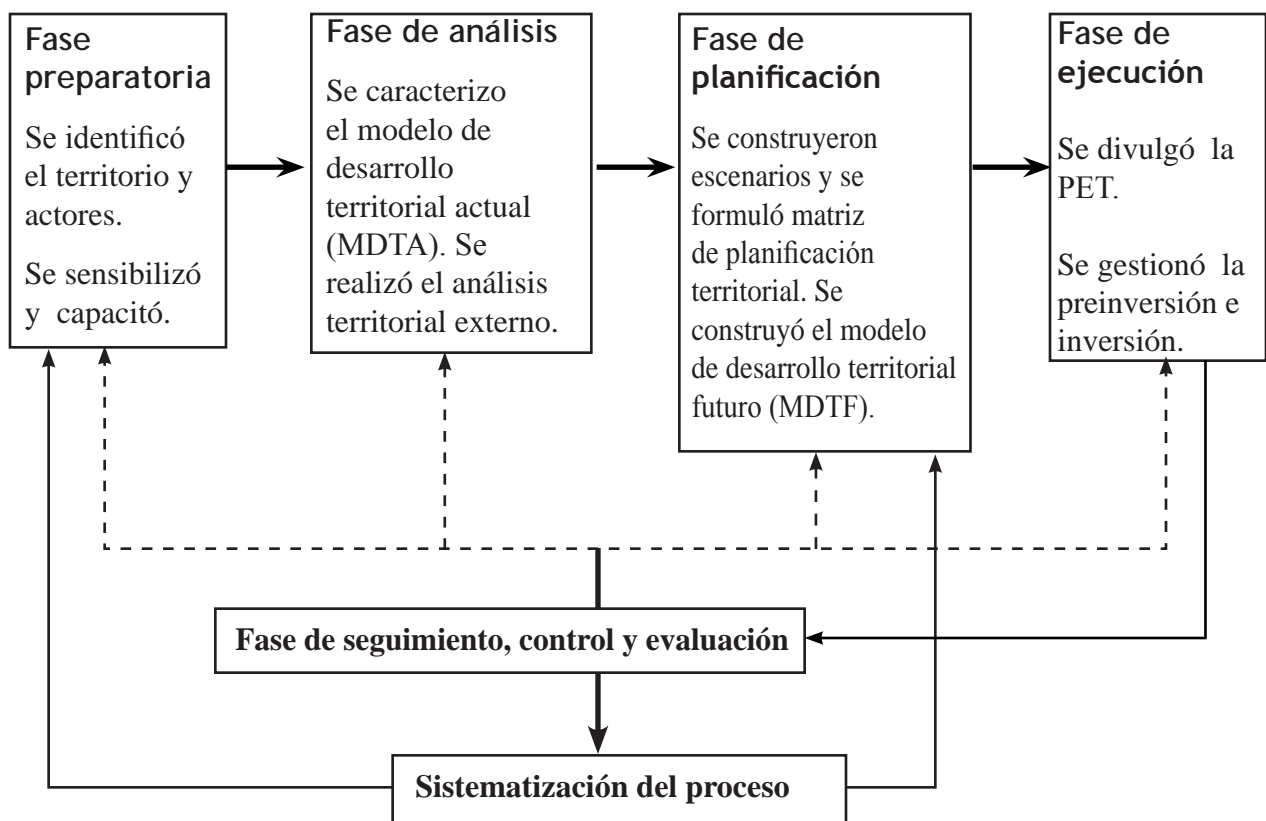 Fase
preparatoria
Se identificó
el territorio y
actores.
Se sensibilizó
y capacitó.
Fase de análisis
Se caracterizo
el modelo de
desarrollo
territorial actual
(MDTA). Se
realizó el análisis
territorial externo.
Fase de
planificación
Se construyeron
escenarios y se
formuló matriz
de planificación
territorial. Se
construyó el modelo
de desarrollo territorial
futuro (MDTF).
Fase de
ejecución
Se divulgó la
PET.
Se gestionó la
preinversión e
inversión.
Fase de seguimiento, control y evaluación
Sistematización del proceso